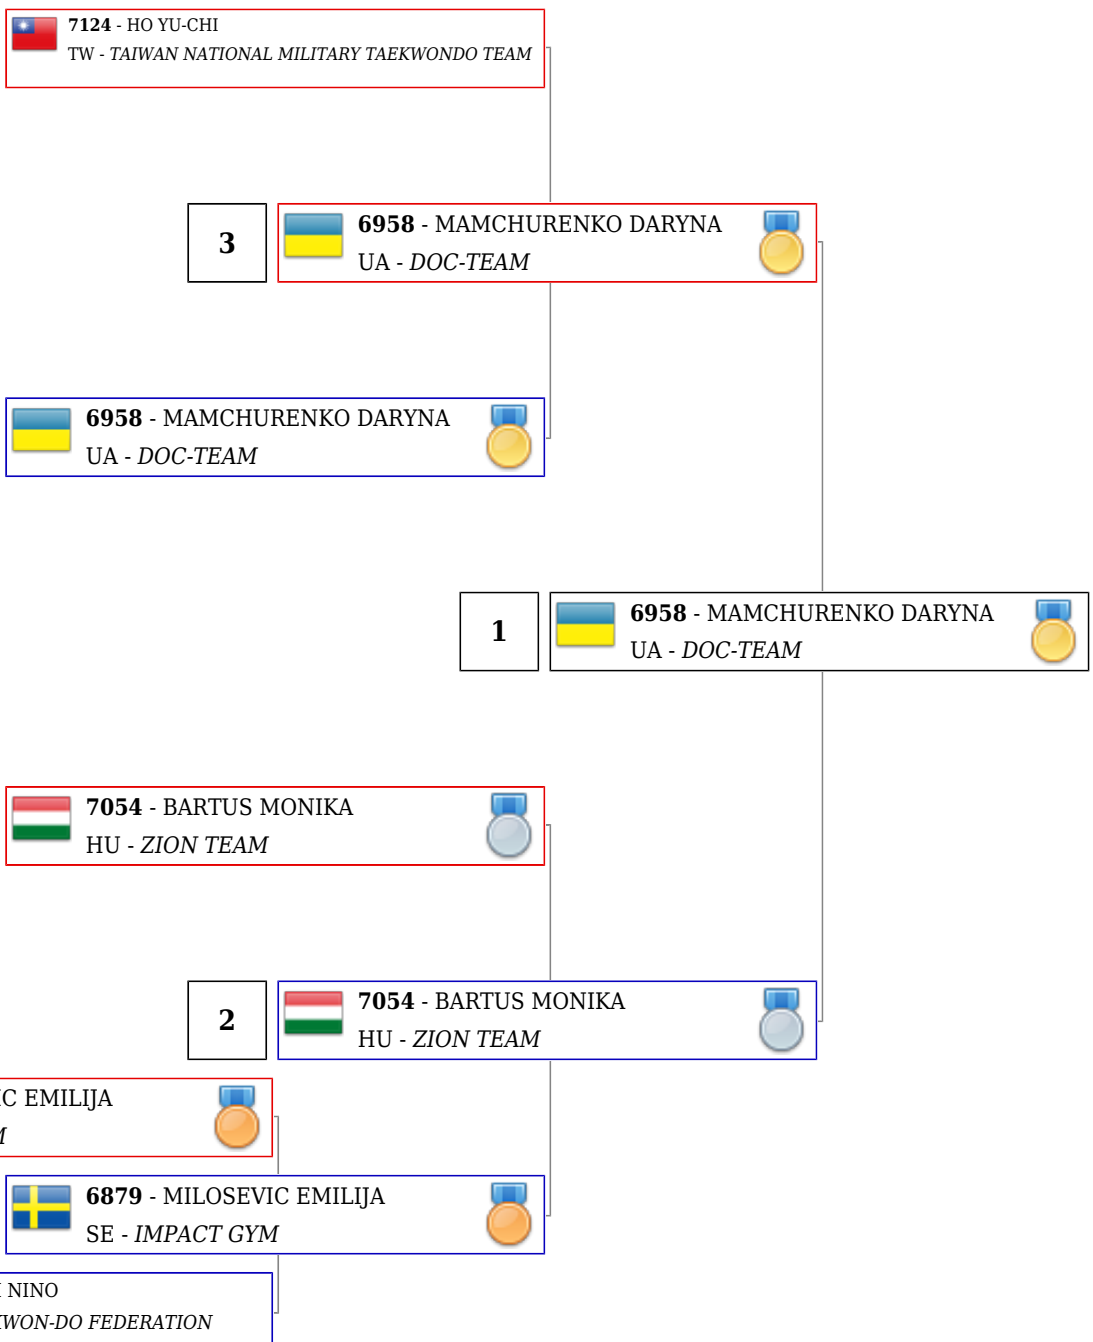 7124 - HO YU-CHI
TW - TAIWAN NATIONAL MILITARY TAEKWONDO TEAM
3
6958 - MAMCHURENKO DARYNA
UA - DOC-TEAM
6958 - MAMCHURENKO DARYNA
UA - DOC-TEAM
1
6958 - MAMCHURENKO DARYNA
UA - DOC-TEAM
7054 - BARTUS MONIKA
HU - ZION TEAM
2
7054 - BARTUS MONIKA
HU - ZION TEAM
EMILIJA
6879 - MILOSEVIC EMILIJA
SE - IMPACT GYM
NINO
FEDERATION